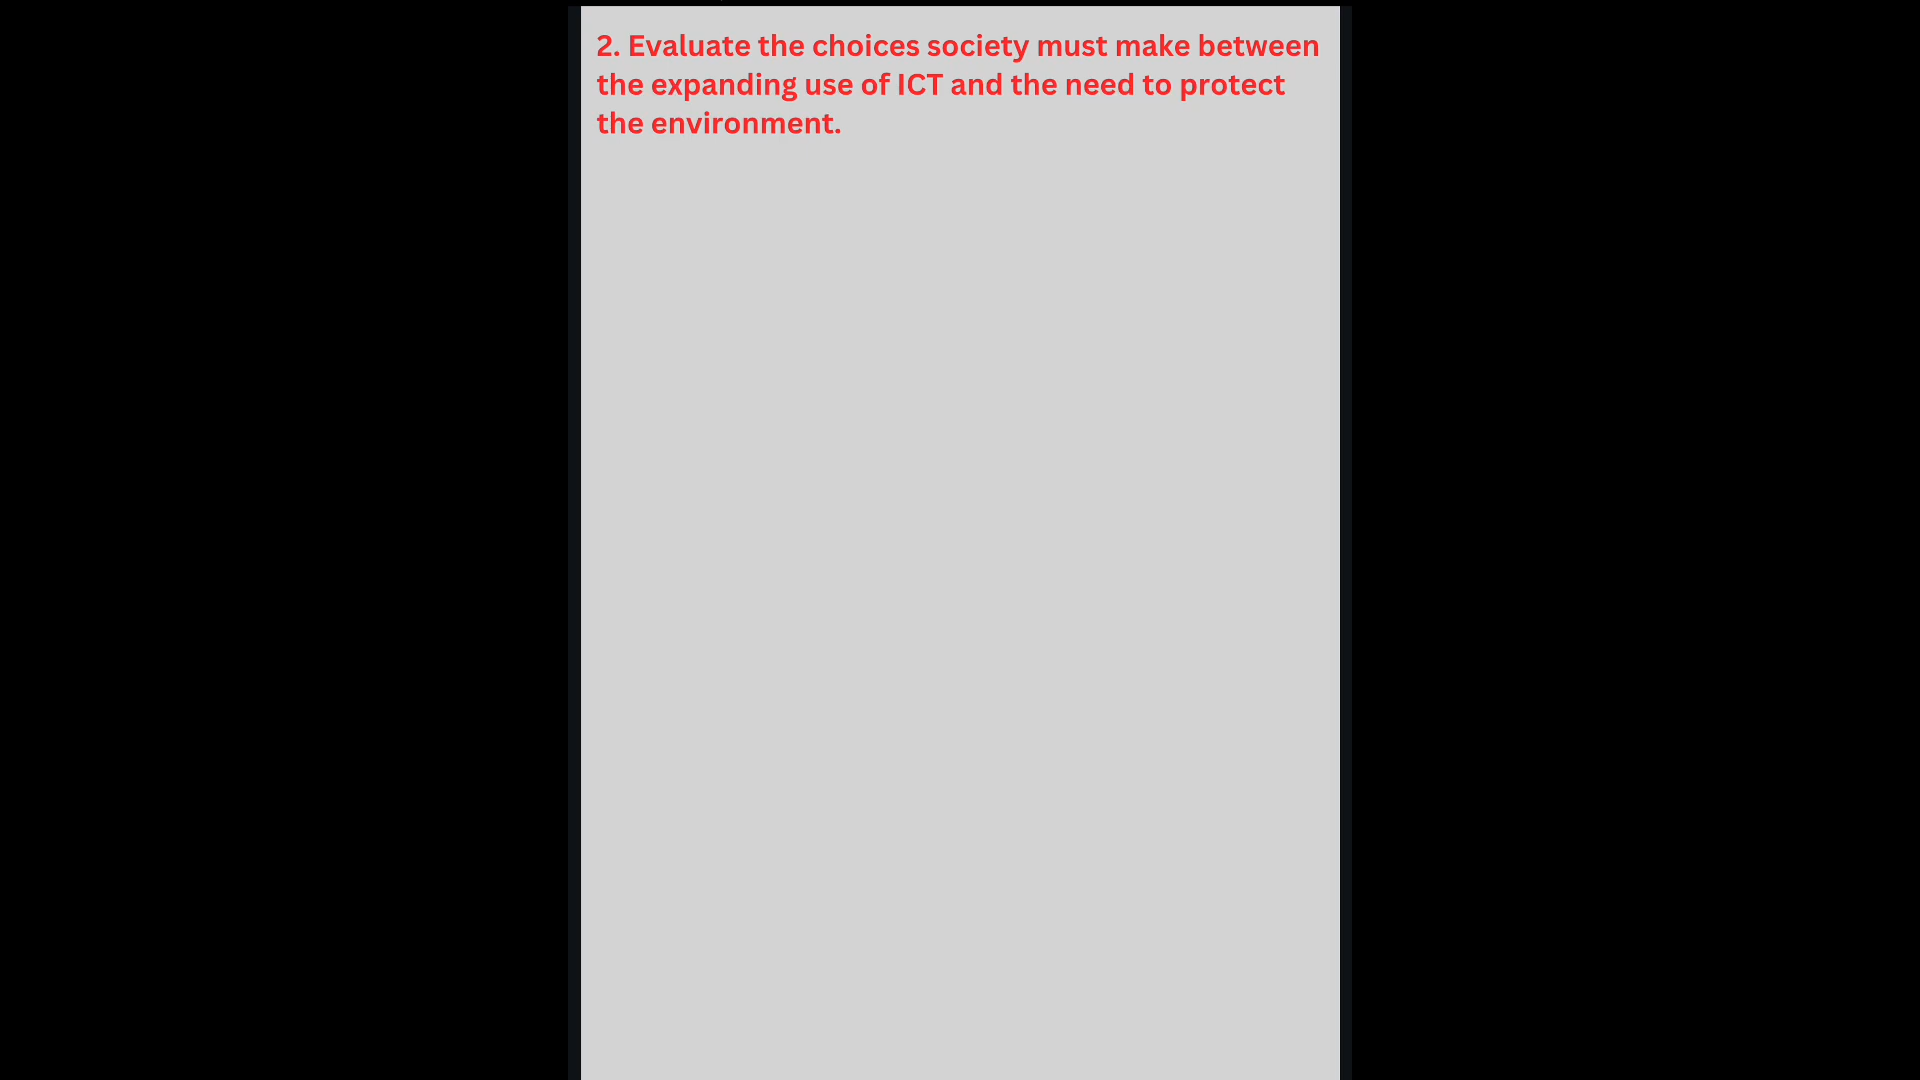 2. Evaluate the choices society must make between
the expanding use of ICT and the need to protect
the environment.